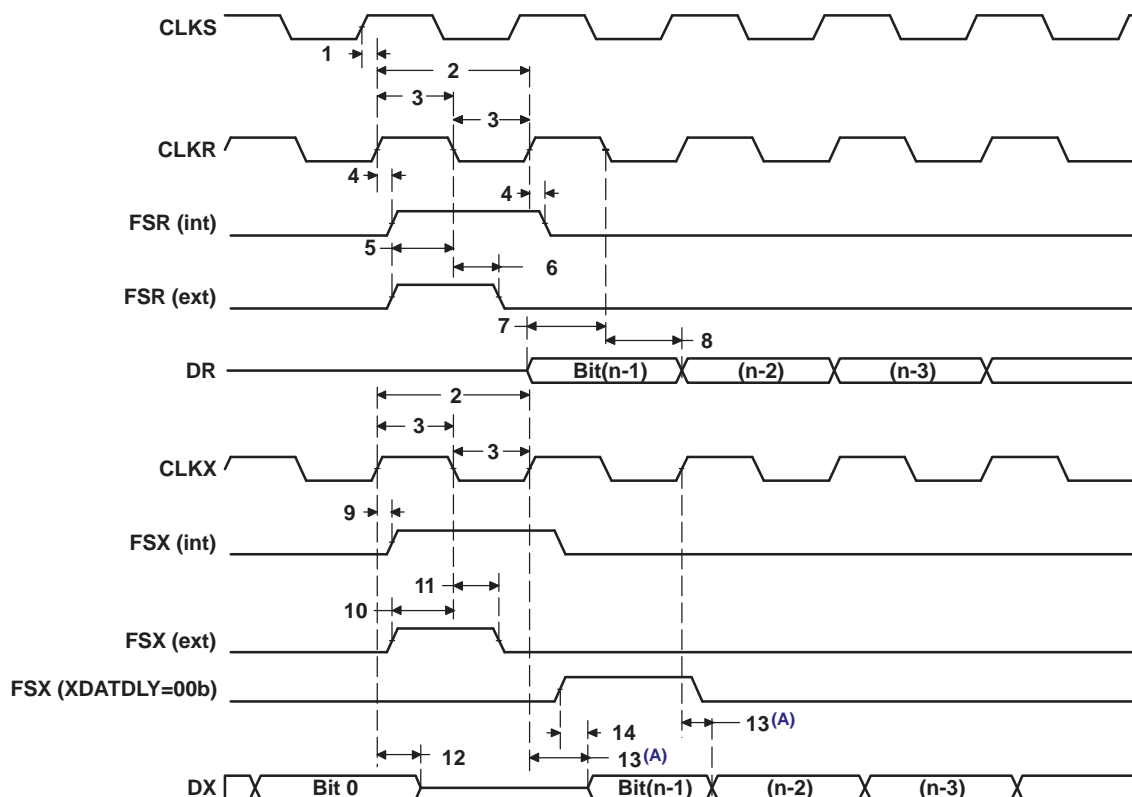 CLKS
1
2
3
3
CLKR
4
4
FSR (int)
5
6
FSR (ext)
7
8
DR
Bit(n-1) (n-2) (n-3)
2
3
3
CLKX
9
FSX (int)
11
10
FSX (ext)
FSX (XDATDLY=00b)
13(A)
14
12
13(A)
DX
Bit 0 Bit(n-1) (n-2) (n-3)